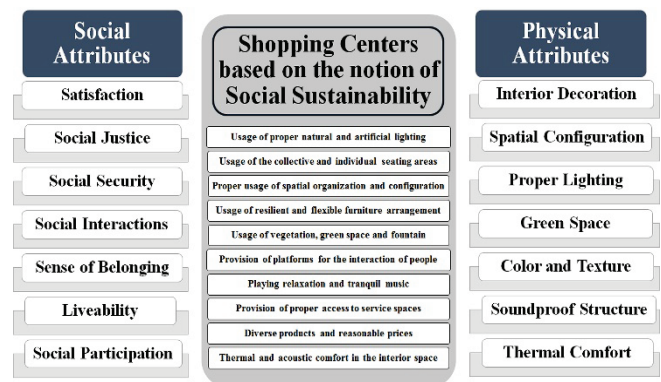 Social
Attributes
Satisfaction
Social Justice
Social Security
Social Interactions
Sense of Belonging
Liveability
Social Participation
Shopping Centers
based on the notion of
Social Sustainability
Usage of proper natural and artificial lighting
Usage of the collective and individual seating areas
Proper usage of spatial organization and configuration
Usage of resilient and flexible furniture arrangement
Usage of vegetation, green space and fountain
Provision of platforms for the interaction of people
Playing relaxation and tranquil music
Provision of proper access to service spaces
Diverse products and reasonable prices
Thermal and acoustic comfort in the interior space
Physical
Attributes
Interior Decoration
Spatial Configuration
Proper Lighting
Green Space
Color and Texture
Soundproof Structure
Thermal Comfort